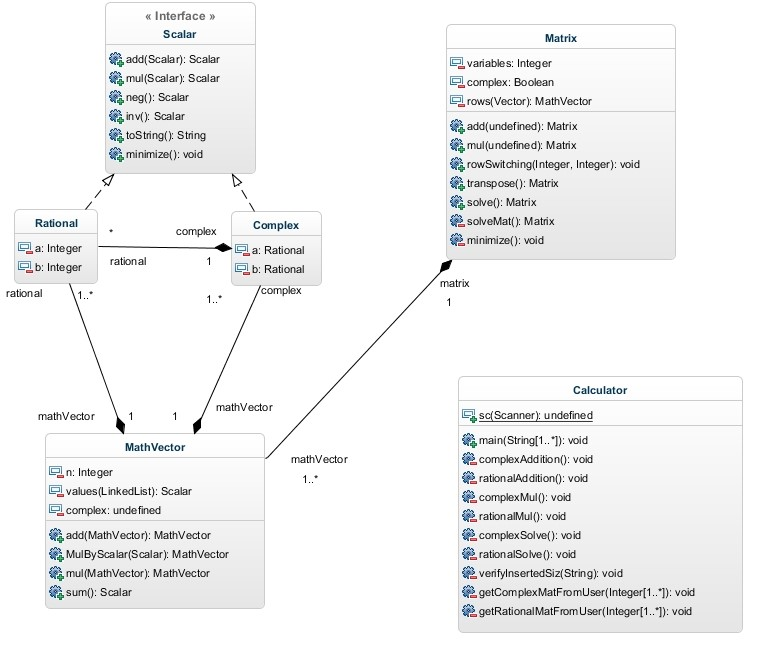 « Interface »
Scalar
add(Scalar): Scalar
mul(Scalar): Scalar
neg(): Scalar
inv(): Scalar
toString(): String
minimize(): void
Matrix
variables: Integer
complex: Boolean
rows(Vector): MathVector
add(undefined): Matrix
mul(undefined): Matrix
rowSwitching(Integer, Integer): void
transpose(): Matrix
solve(): Matrix
solveMat(): Matrix
minimize(): void
Rational
a: Integer
b: Integer
* complex
rational 1
Complex
a: Rational
b: Rational
rational 1..*
1..* complex
matrix
1
mathVector 1
1 mathVector
mathVector
1..*
MathVector
n: Integer
values(LinkedList): Scalar
complex: undefined
add(MathVector): MathVector
MulByScalar(Scalar): MathVector
mul(MathVector): MathVector
sum(): Scalar
Calculator
sc(Scanner): undefined
main(String[1..*]): void
complexAddition(): void
rationalAddition(): void
complexMul(): void
rationalMul(): void
complexSolve(): void
rationalSolve(): void
verifyInsertedSiz(String): void
getComplexMatFromUser(Integer[1..*]): void
getRationalMatFromUser(Integer[1..*]): void